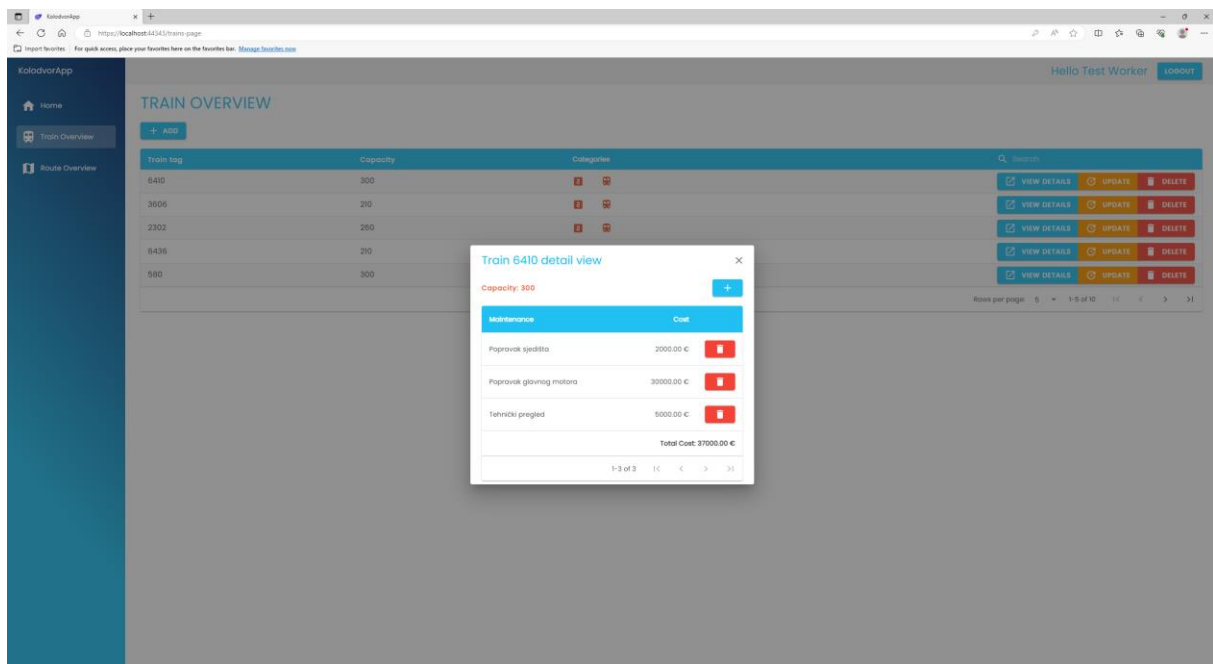 KolodvorApp
https://localhost:44343/trains-page
Import favorites For quick access, place your favorites here on the favorites bar. Manage favorites now
KolodvorApp Hello Test Worker LOGOUT
Home
Train Overview
Route Overview
TRAIN OVERVIEW
+ ADD
Train tag Capacity Categories Search
6410 300 VIEW DETAILS UPDATE DELETE
3606 210 VIEW DETAILS UPDATE DELETE
2302 260 VIEW DETAILS UPDATE DELETE
6436 210 VIEW DETAILS UPDATE DELETE
580 300 VIEW DETAILS UPDATE DELETE
Rows per page: 5 1-5 of 10
Train 6410 detail view
Capacity: 300
Maintenance Cost
Popravak sjedišta 2000.00 €
Popravak glavnog motora 30000.00 €
Tehnički pregled 5000.00 €
Total Cost: 37000.00 €
1-3 of 3